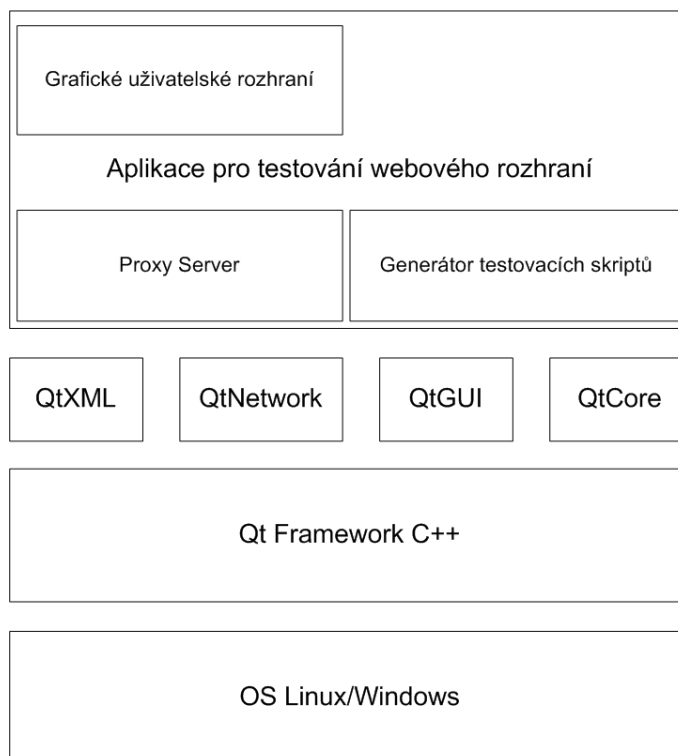 Grafické uživatelské rozhraní
Aplikace pro testování webového rozhraní
Proxy Server
Generátor testovacích skriptů
QtXML
QtNetwork
QtGUI
QtCore
Qt Framework C++
OS Linux/Windows